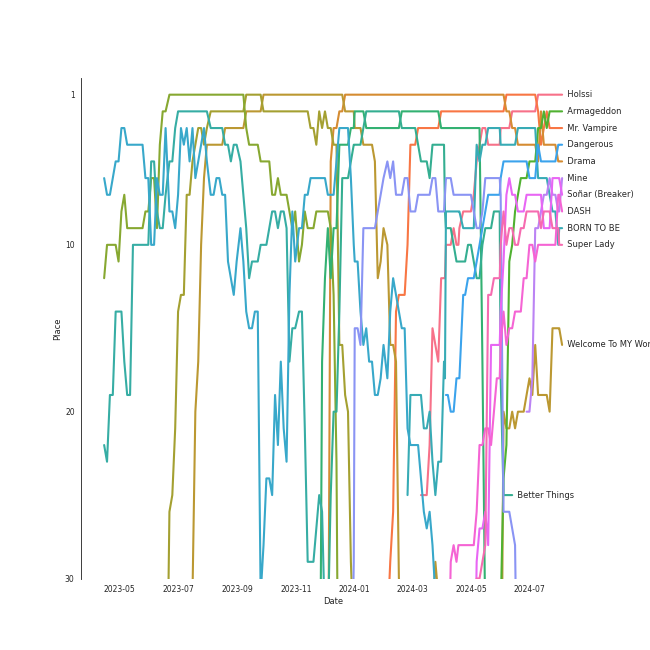 1
10
20
30
Place
2023-05
2023-07
2023-09
2023-11
2024-01
2024-03
2024-05
2024-07
Date
Holssi
Armageddon
Mr. Vampire
Dangerous
Drama
Mine
Soñar (Breaker)
DASH
BORN TO BE
Super Lady
Welcome To MY Wor
Better Things